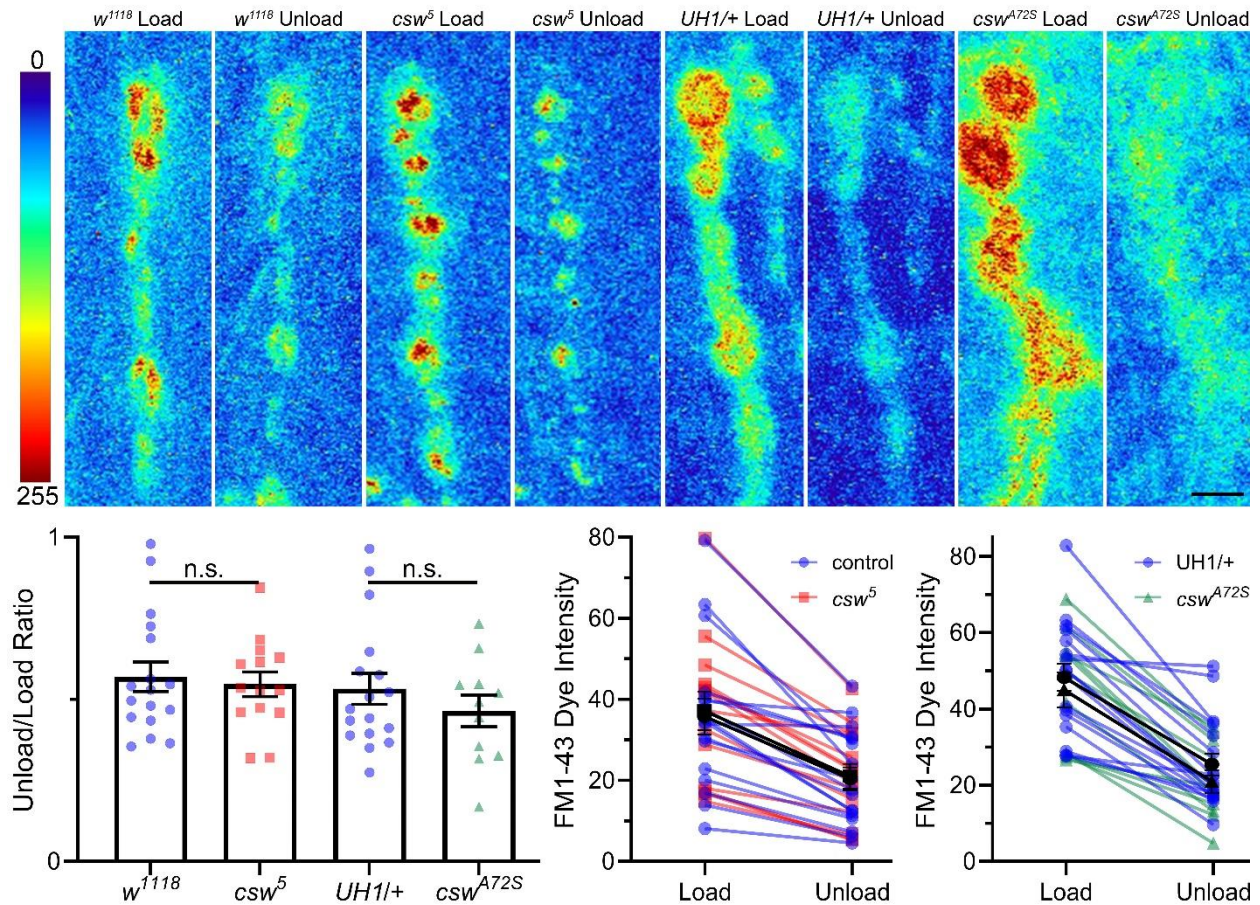 w¹¹¹⁸ Load w¹¹¹⁸ Unload csw⁵ Load csw⁵ Unload UH1/+ Load UH1/+ Unload cswᴬ⁷²ˢ Load cswᴬ⁷²ˢ Unload
0
255
Unload/Load Ratio
1
0
n.s.
n.s.
w¹¹¹⁸ csw⁵ UH1/+ cswᴬ⁷²ˢ
FM1-43 Dye Intensity
80
60
40
20
0
control
csw⁵
Load Unload
FM1-43 Dye Intensity
80
60
40
20
0
UH1/+
cswᴬ⁷²ˢ
Load Unload